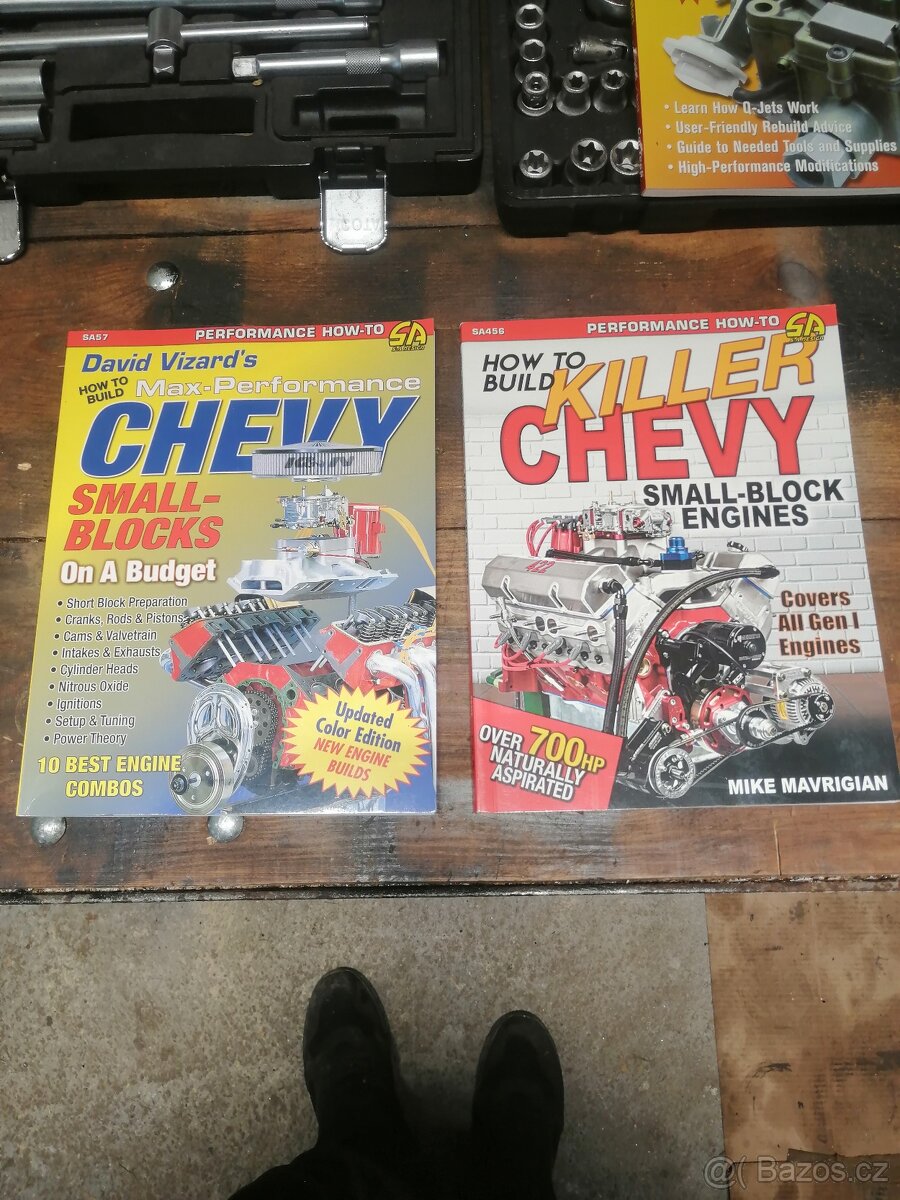 • Learn How Q-Jets Work
• User-Friendly Rebuild Advice
• Guide to Needed Tools and Supplies
• High-Performance Modifications
SA57
PERFORMANCE HOW-TO
SA
David Vizard's
HOW TO
BUILD
Max-Performance
CHEVY
SMALL-
BLOCKS
On A Budget
• Short Block Preparation
• Cranks, Rods & Pistons
• Cams & Valvetrain
• Intakes & Exhausts
• Cylinder Heads
• Nitrous Oxide
• Ignitions
• Setup & Tuning
• Power Theory
10 BEST ENGINE
COMBOS
Updated
Color Edition
NEW ENGINE
BUILDS
SA456
PERFORMANCE HOW-TO
SA
HOW TO
BUILD
KILLER
CHEVY
SMALL-BLOCK
ENGINES
422
Covers
All Gen I
Engines
OVER 700HP
NATURALLY
ASPIRATED
MIKE MAVRIGIAN
Bazos.cz